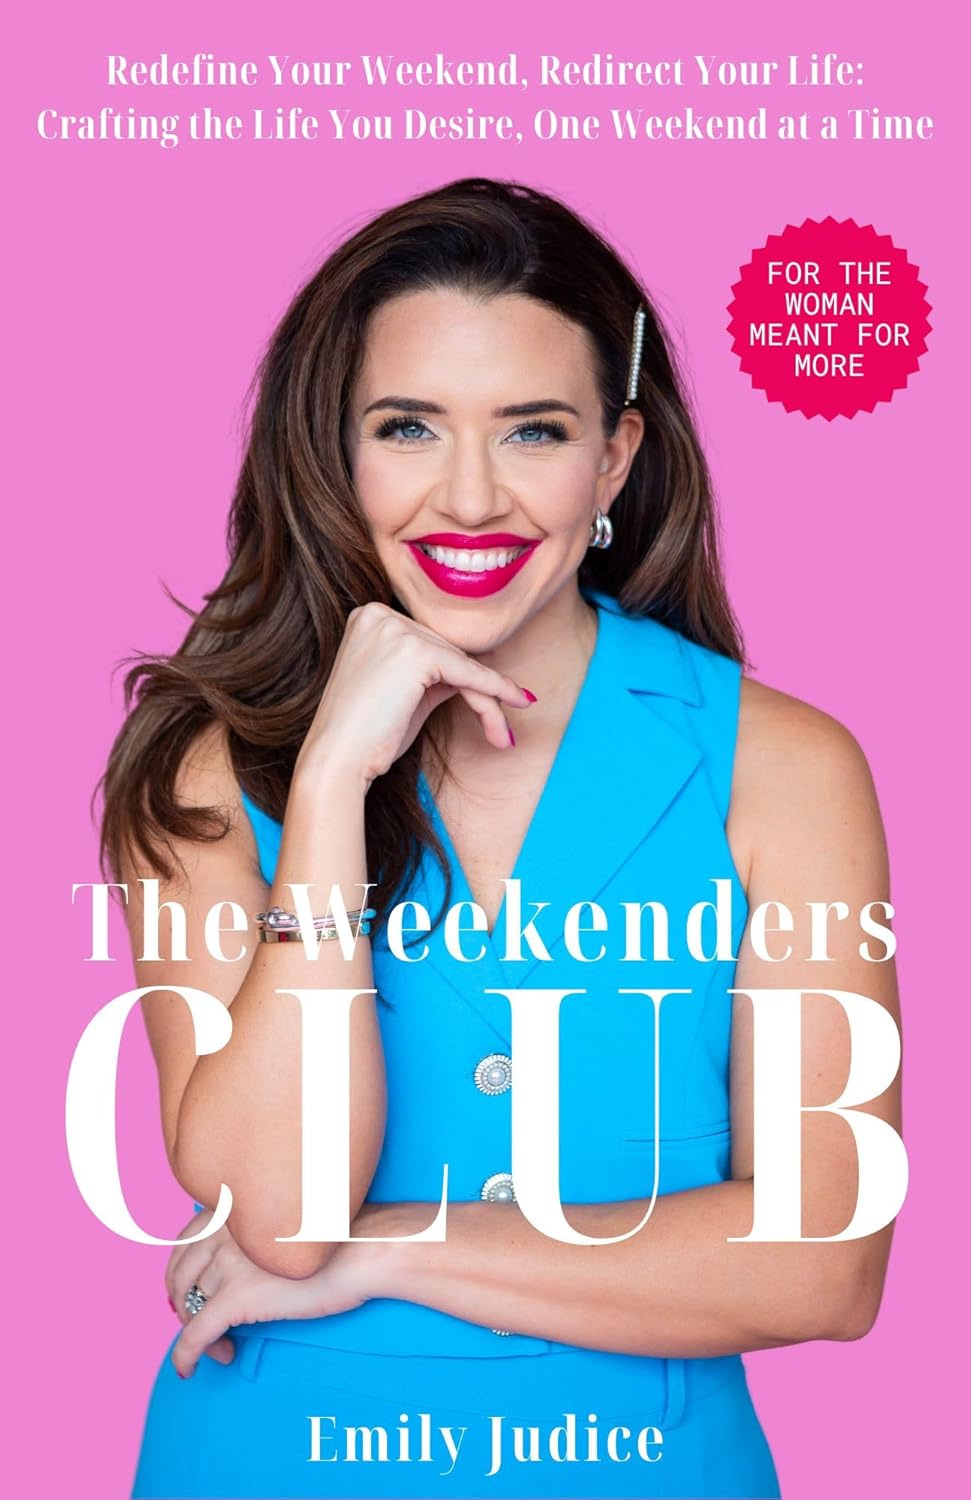 Redefine Your Weekend, Redirect Your Life:
Crafting the Life You Desire, One Weekend at a Time
FOR THE
WOMAN
MEANT FOR
MORE
The Weekenders
CLUB
Emily Judice